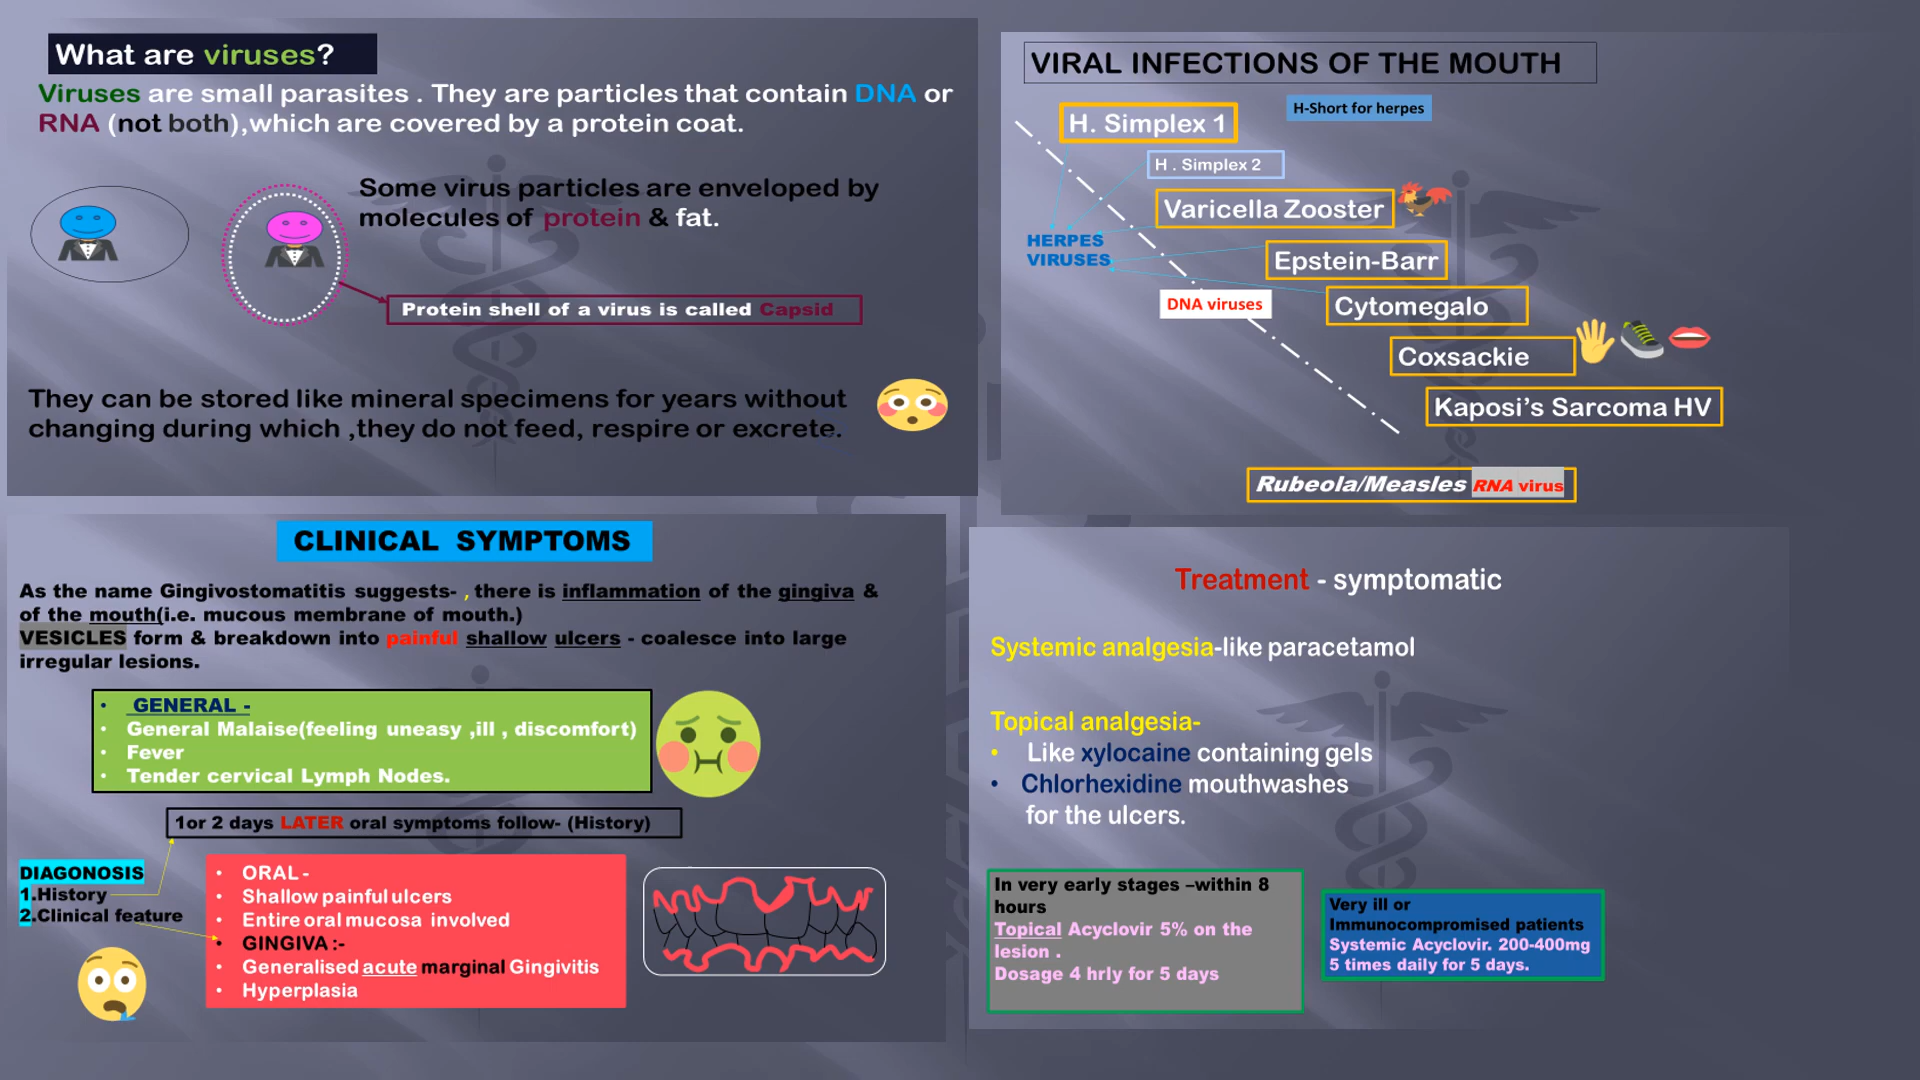 What are viruses?
Viruses are small parasites . They are particles that contain DNA or
RNA (not both),which are covered by a protein coat.
Some virus particles are enveloped by
molecules of protein & fat.
Protein shell of a virus is called Capsid
They can be stored like mineral specimens for years without
changing during which ,they do not feed, respire or excrete.
VIRAL INFECTIONS OF THE MOUTH
H-Short for herpes
H. Simplex 1
H . Simplex 2
Varicella Zooster
HERPES
VIRUSES
Epstein-Barr
DNA viruses
Cytomegalo
Coxsackie
Kaposi's Sarcoma HV
Rubeola/Measles RNA virus
CLINICAL SYMPTOMS
As the name Gingivostomatitis suggests- , there is inflammation of the gingiva &
of the mouth(i.e. mucous membrane of mouth.)
VESICLES form & breakdown into painful shallow ulcers - coalesce into large
irregular lesions.
• GENERAL -
• General Malaise(feeling uneasy ,ill , discomfort)
• Fever
• Tender cervical Lymph Nodes.
1or 2 days LATER oral symptoms follow- (History)
DIAGONOSIS
1.History
2.Clinical feature
• ORAL -
• Shallow painful ulcers
• Entire oral mucosa involved
• GINGIVA :-
• Generalised acute marginal Gingivitis
• Hyperplasia
Treatment - symptomatic
Systemic analgesia-like paracetamol
Topical analgesia-
• Like xylocaine containing gels
• Chlorhexidine mouthwashes
for the ulcers.
In very early stages –within 8
hours
Topical Acyclovir 5% on the
lesion .
Dosage 4 hrly for 5 days
Very ill or
Immunocompromised patients
Systemic Acyclovir. 200-400mg
5 times daily for 5 days.